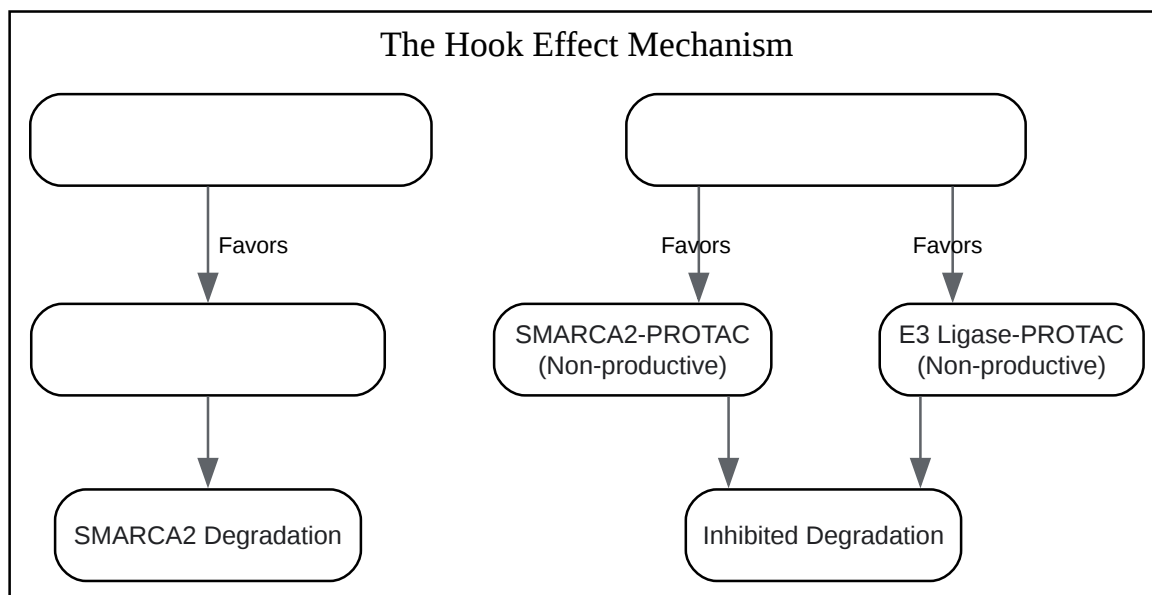 The Hook Effect Mechanism
Favors
Favors
Favors
SMARCA2-PROTAC
(Non-productive)
E3 Ligase-PROTAC
(Non-productive)
SMARCA2 Degradation
Inhibited Degradation